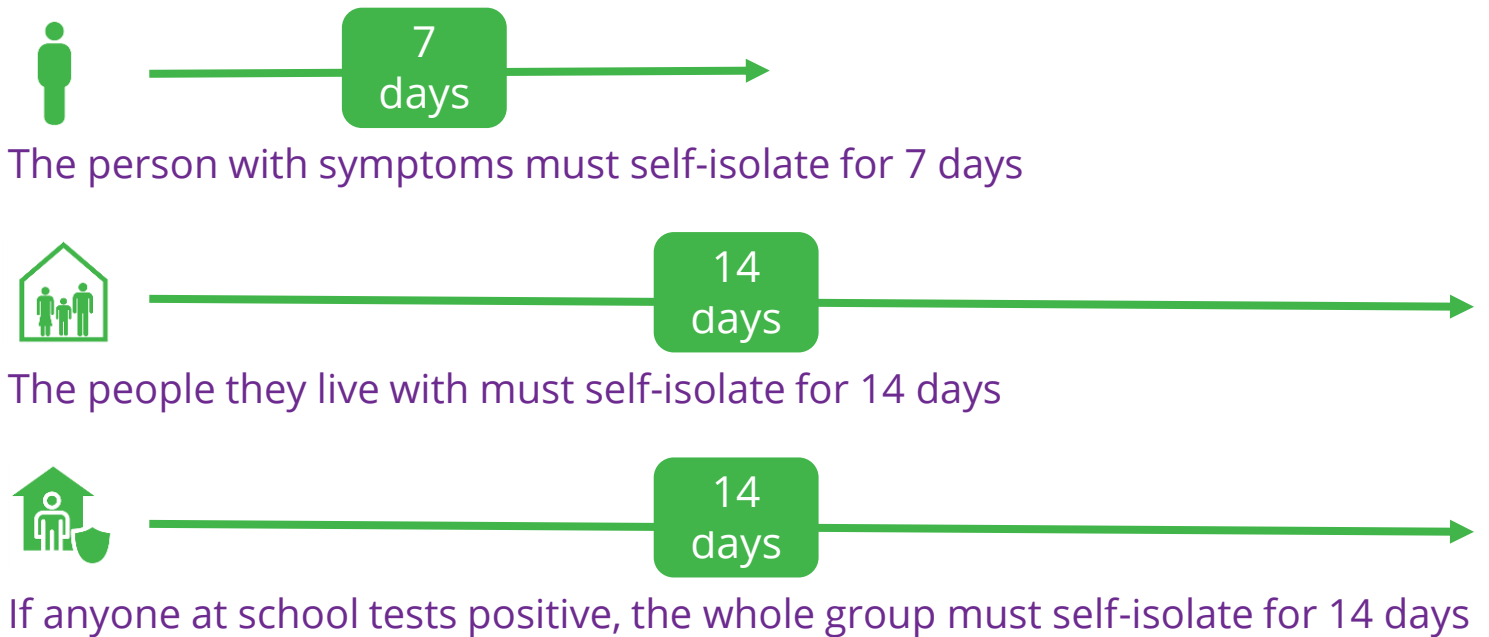 7
days
The person with symptoms must self-isolate for 7 days
14
days
The people they live with must self-isolate for 14 days
14
days
If anyone at school tests positive, the whole group must self-isolate for 14 days